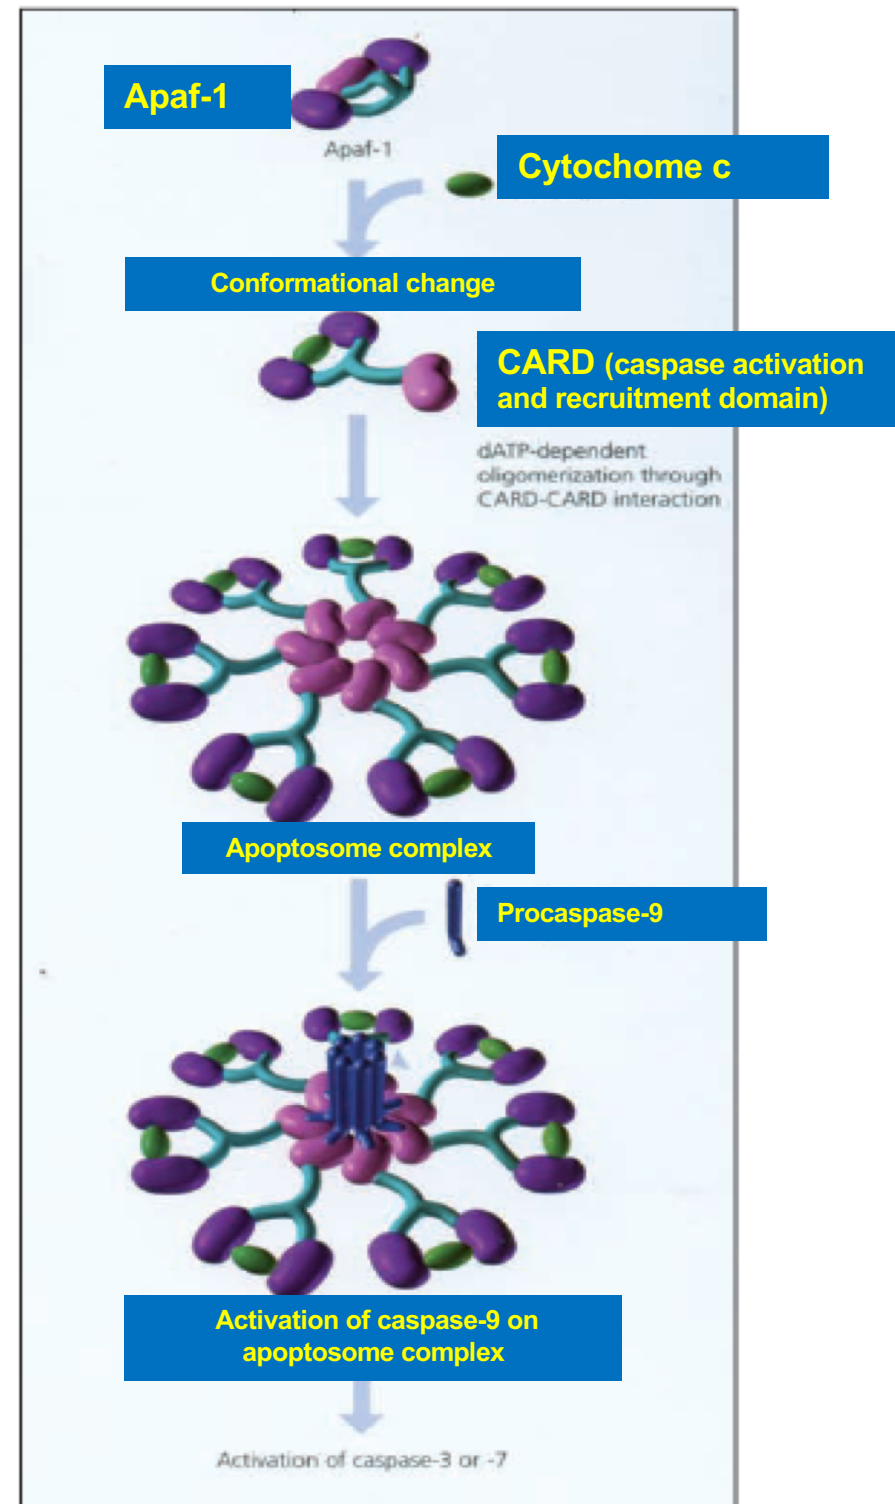 Apaf-1
Apaf-1
Cytochome c
Conformational change
CARD (caspase activation
and recruitment domain)
dATP-dependent
oligomerization through
CARD-CARD interaction
Apoptosome complex
Procaspase-9
Activation of caspase-9 on
apoptosome complex
Activation of caspase-3 or -7